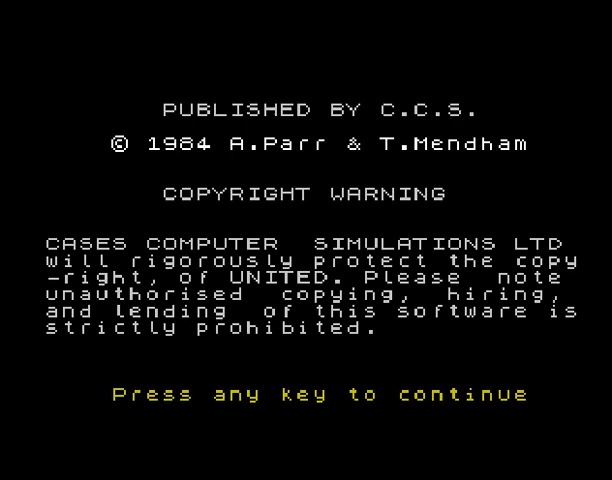 PUBLISHED BY C.C.S.
© 1984 A.Parr & T.Mendham
COPYRIGHT WARNING
CASES COMPUTER  SIMULATIONS LTD
will rigorously protect the copy
-right, of UNITED. Please  note
unauthorised  copying,  hiring,
and lending  of this software is
strictly prohibited.
Press any key to continue